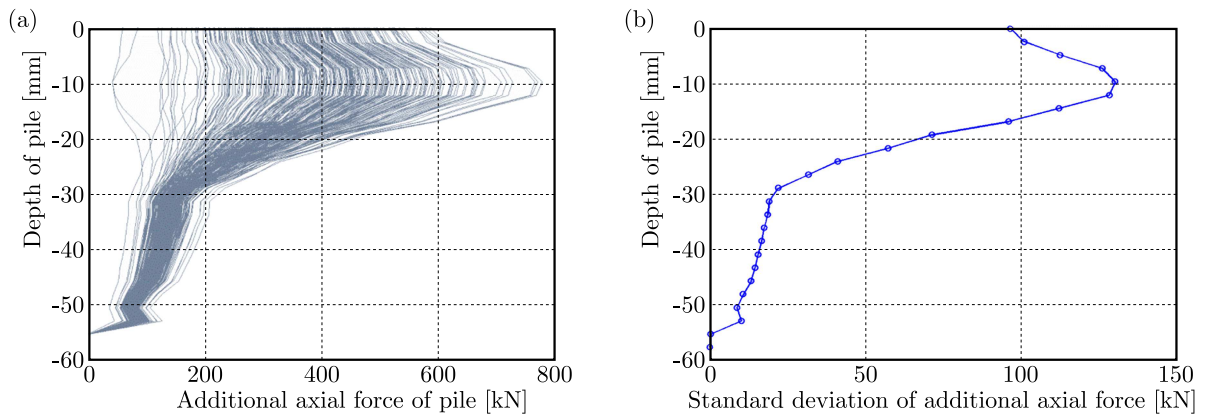 (a)
0
-10
-20
-30
-40
-50
-60
Depth of pile [mm]
0 200 400 600 800
Additional axial force of pile [kN]
(b)
0
-10
-20
-30
-40
-50
-60
Depth of pile [mm]
0 50 100 150
Standard deviation of additional axial force [kN]